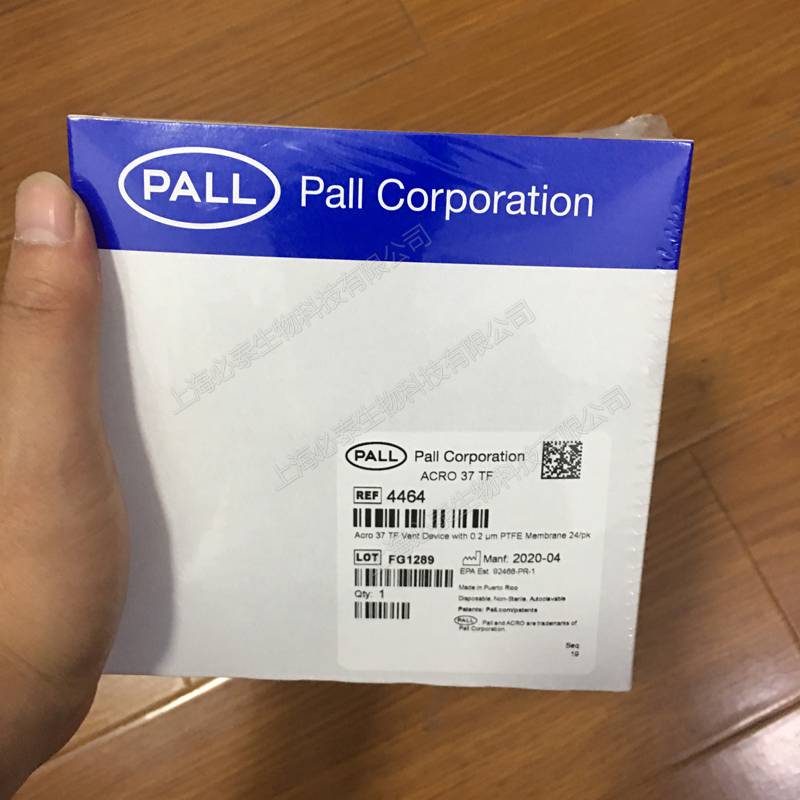 PALL Pall Corporation
上海必泰生物科技有限公司
上海必泰生物科技有限公司
上海必泰生物科技有限公司
PALL Pall Corporation
ACRO 37 TF
REF 4464
Acro 37 TF Vent Device with 0.2 µm PTFE Membrane 24/pk
LOT FG1289
Manf: 2020-04
EPA Est. 92468-PR-1
Qty: 1
Made in Puerto Rico
Disposable, Non-Sterile, Autoclavable
Patents: Pall.com/patents
PALL Pall and ACRO are trademarks of
Pall Corporation.
Seq
19